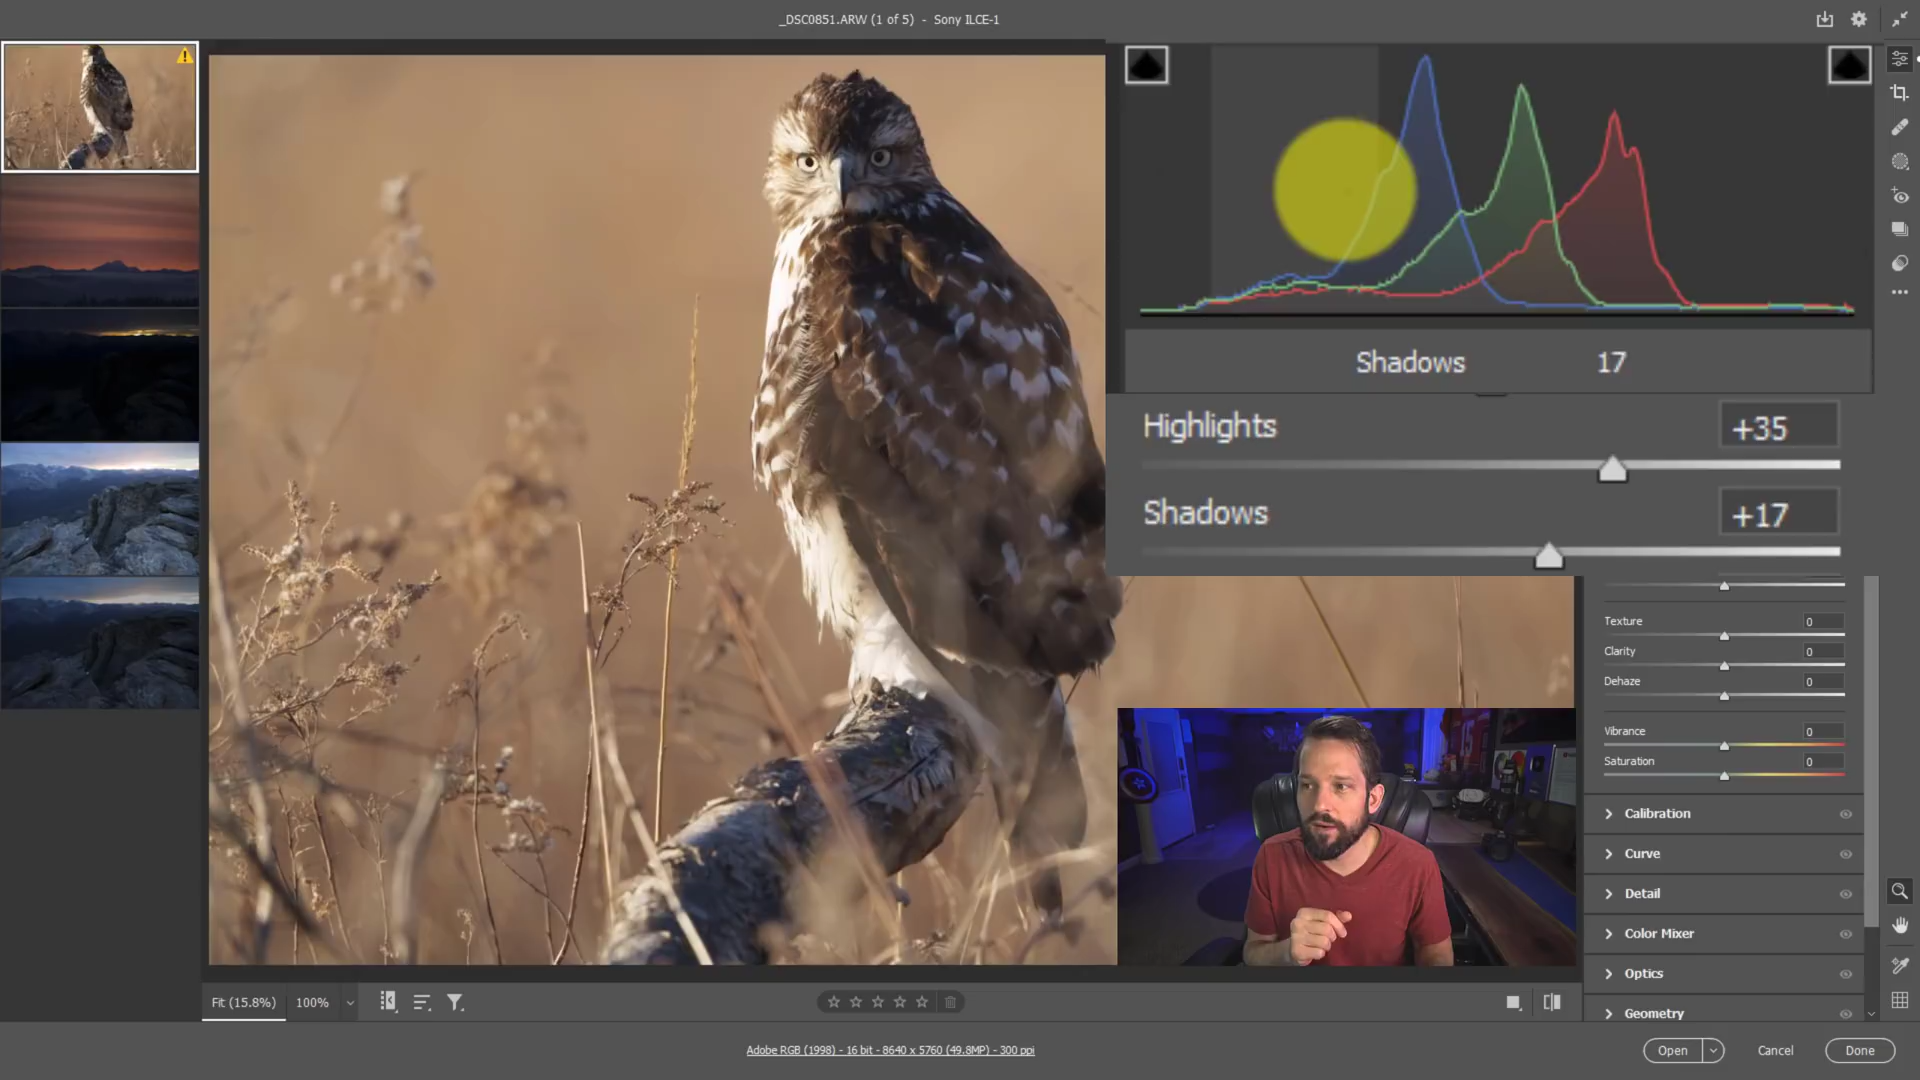 _DSC0851.ARW (1 of 5) - Sony ILCE-1
Shadows 17
Highlights +35
Shadows +17
Texture 0
Clarity 0
Dehaze 0
Vibrance 0
Saturation 0
Calibration
Curve
Detail
Color Mixer
Optics
Geometry
Fit (15.8%) 100%
Adobe RGB (1998) - 16 bit - 8640 x 5760 (49.8MP) - 300 ppi
Open Cancel Done